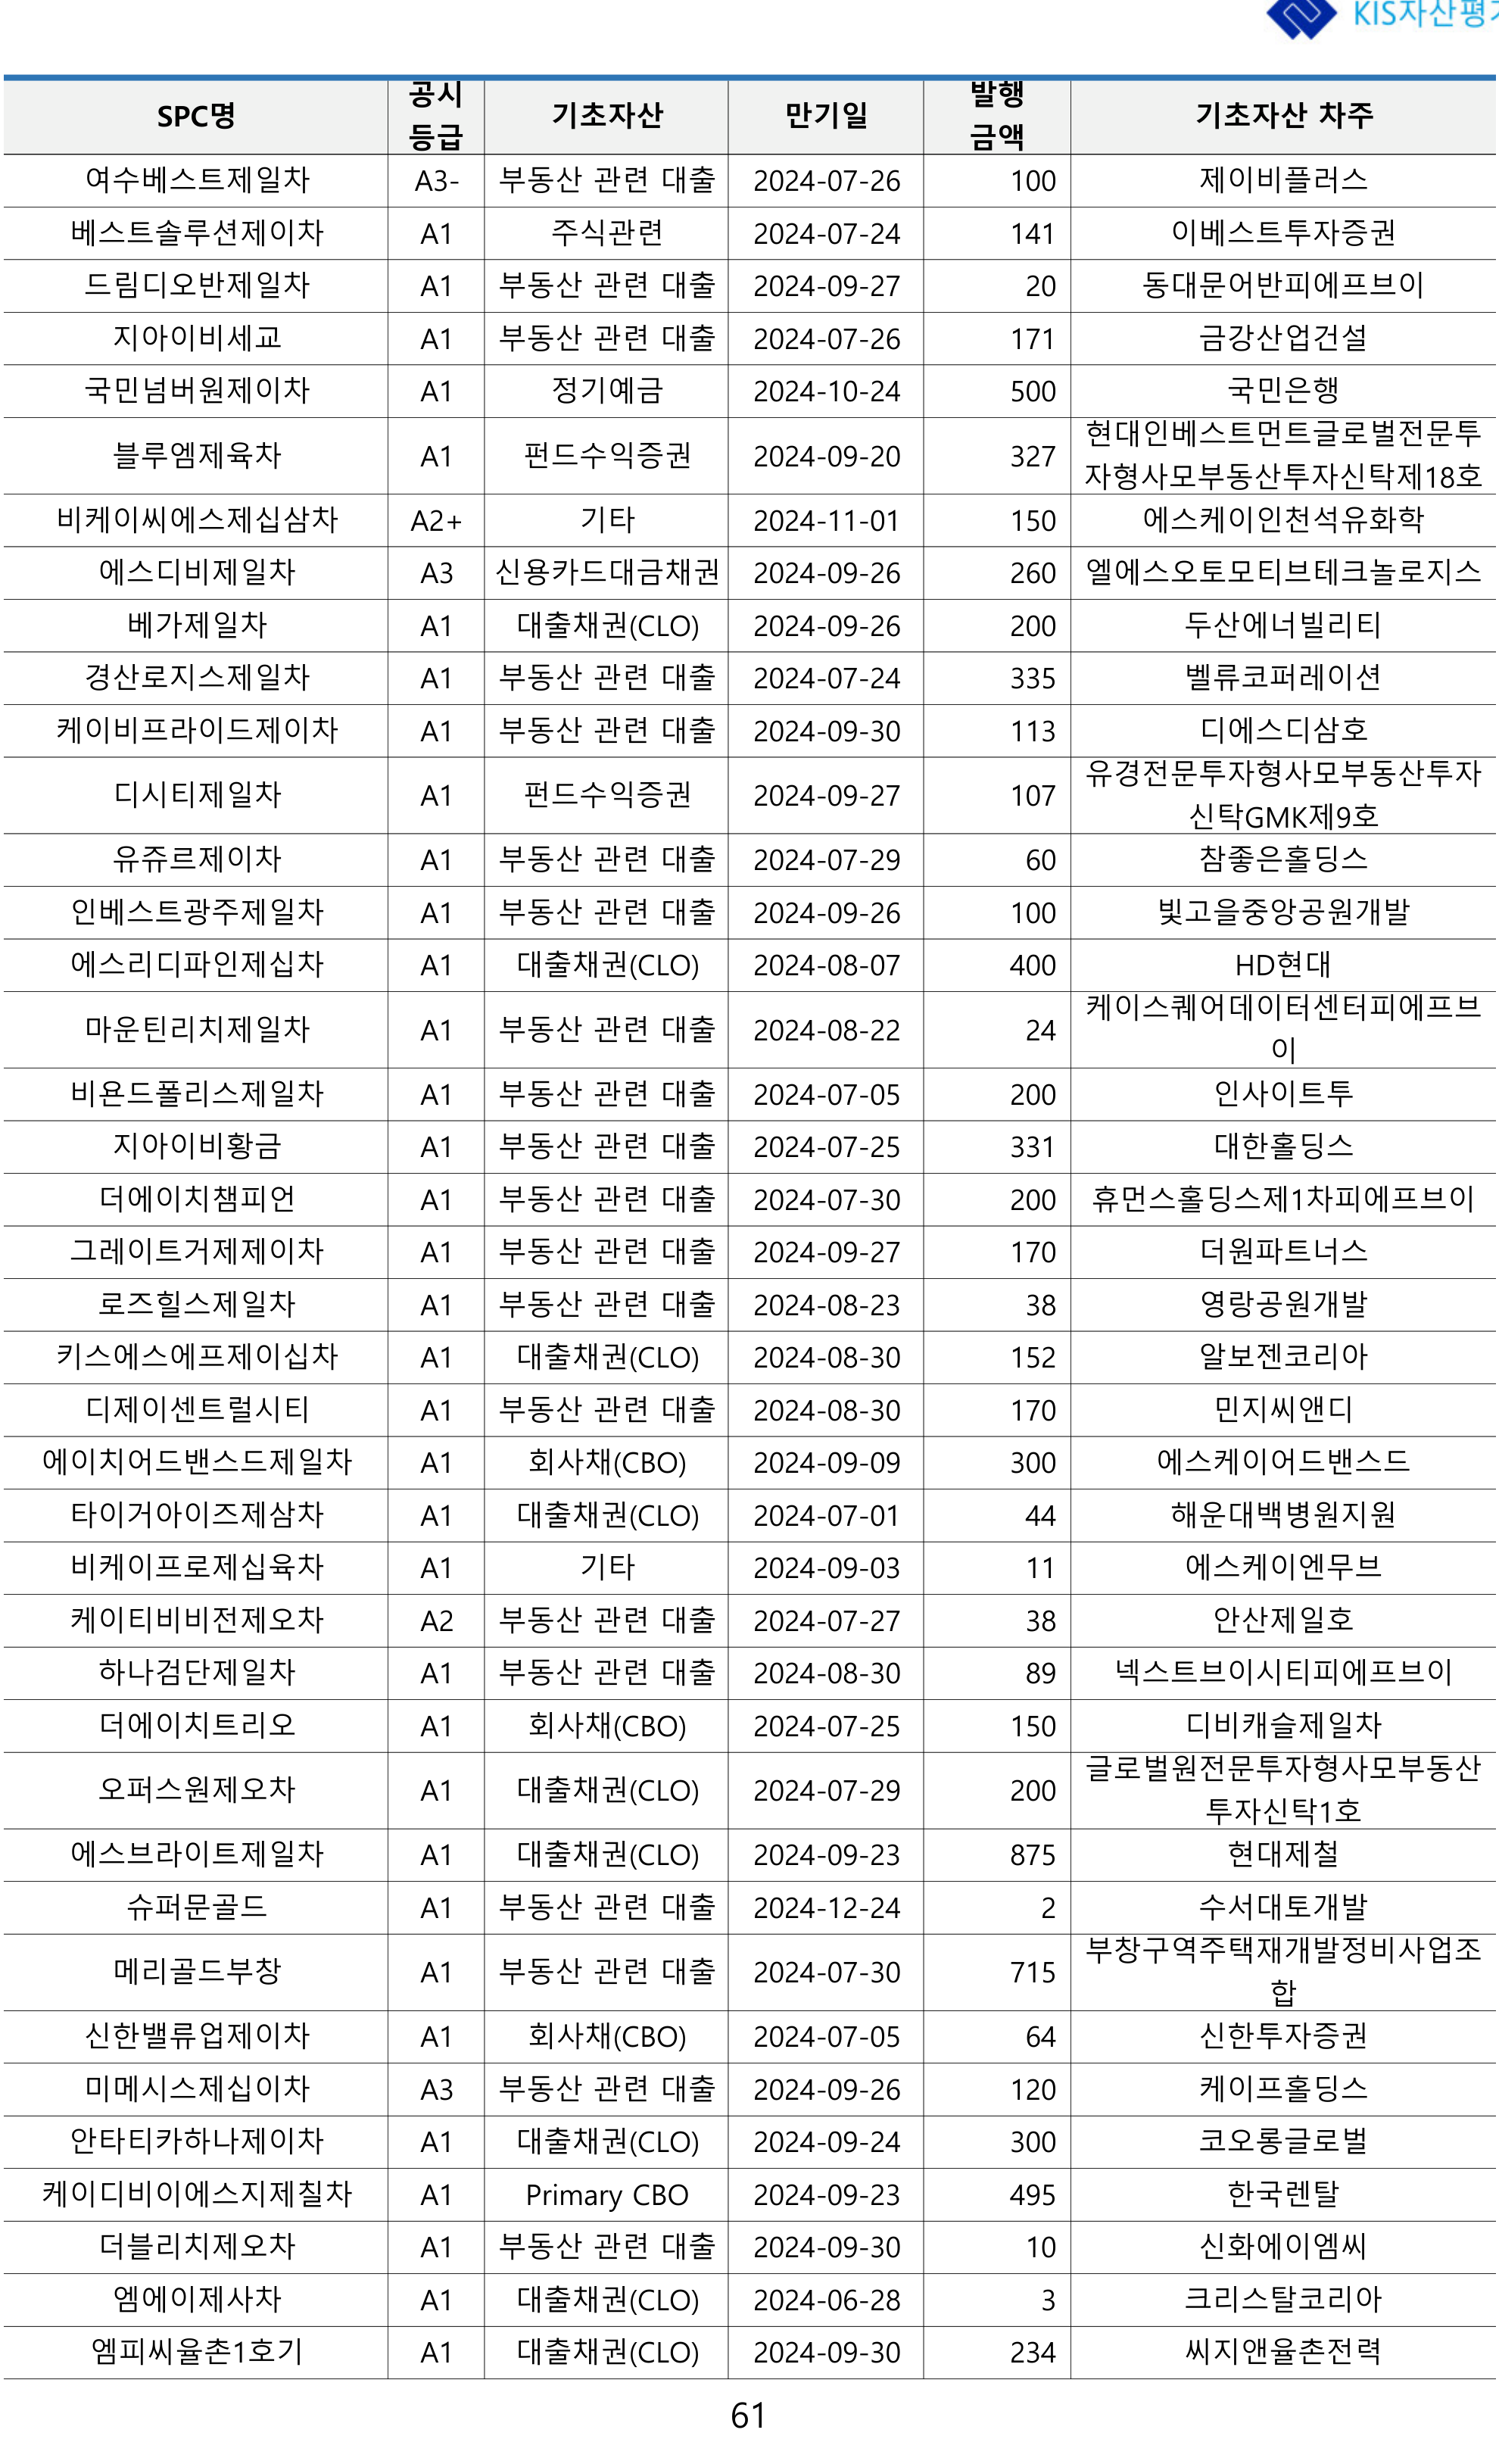 KIS자산평가
SPC명 공시 등급 기초자산 만기일 발행 금액 기초자산 차주
여수베스트제일차 A3- 부동산 관련 대출 2024-07-26 100 제이비플러스
베스트솔루션제이차 A1 주식관련 2024-07-24 141 이베스트투자증권
드림디오반제일차 A1 부동산 관련 대출 2024-09-27 20 동대문어반피에프브이
지아이비세교 A1 부동산 관련 대출 2024-07-26 171 금강산업건설
국민넘버원제이차 A1 정기예금 2024-10-24 500 국민은행
블루엠제육차 A1 펀드수익증권 2024-09-20 327 현대인베스트먼트글로벌전문투
자형사모부동산투자신탁제18호
비케이씨에스제십삼차 A2+ 기타 2024-11-01 150 에스케이인천석유화학
에스디비제일차 A3 신용카드대금채권 2024-09-26 260 엘에스오토모티브테크놀로지스
베가제일차 A1 대출채권(CLO) 2024-09-26 200 두산에너빌리티
경산로지스제일차 A1 부동산 관련 대출 2024-07-24 335 벨류코퍼레이션
케이비프라이드제이차 A1 부동산 관련 대출 2024-09-30 113 디에스디삼호
디시티제일차 A1 펀드수익증권 2024-09-27 107 유경전문투자형사모부동산투자
신탁GMK제9호
유쥬르제이차 A1 부동산 관련 대출 2024-07-29 60 참좋은홀딩스
인베스트광주제일차 A1 부동산 관련 대출 2024-09-26 100 빛고을중앙공원개발
에스리디파인제십차 A1 대출채권(CLO) 2024-08-07 400 HD현대
마운틴리치제일차 A1 부동산 관련 대출 2024-08-22 24 케이스퀘어데이터센터피에프브
이
비욘드폴리스제일차 A1 부동산 관련 대출 2024-07-05 200 인사이트투
지아이비황금 A1 부동산 관련 대출 2024-07-25 331 대한홀딩스
더에이치챔피언 A1 부동산 관련 대출 2024-07-30 200 휴먼스홀딩스제1차피에프브이
그레이트거제제이차 A1 부동산 관련 대출 2024-09-27 170 더원파트너스
로즈힐스제일차 A1 부동산 관련 대출 2024-08-23 38 영랑공원개발
키스에스에프제이십차 A1 대출채권(CLO) 2024-08-30 152 알보젠코리아
디제이센트럴시티 A1 부동산 관련 대출 2024-08-30 170 민지씨앤디
에이치어드밴스드제일차 A1 회사채(CBO) 2024-09-09 300 에스케이어드밴스드
타이거아이즈제삼차 A1 대출채권(CLO) 2024-07-01 44 해운대백병원지원
비케이프로제십육차 A1 기타 2024-09-03 11 에스케이엔무브
케이티비비전제오차 A2 부동산 관련 대출 2024-07-27 38 안산제일호
하나검단제일차 A1 부동산 관련 대출 2024-08-30 89 넥스트브이시티피에프브이
더에이치트리오 A1 회사채(CBO) 2024-07-25 150 디비캐슬제일차
오퍼스원제오차 A1 대출채권(CLO) 2024-07-29 200 글로벌원전문투자형사모부동산
투자신탁1호
에스브라이트제일차 A1 대출채권(CLO) 2024-09-23 875 현대제철
슈퍼문골드 A1 부동산 관련 대출 2024-12-24 2 수서대토개발
메리골드부창 A1 부동산 관련 대출 2024-07-30 715 부창구역주택재개발정비사업조
합
신한밸류업제이차 A1 회사채(CBO) 2024-07-05 64 신한투자증권
미메시스제십이차 A3 부동산 관련 대출 2024-09-26 120 케이프홀딩스
안타티카하나제이차 A1 대출채권(CLO) 2024-09-24 300 코오롱글로벌
케이디비이에스지제칠차 A1 Primary CBO 2024-09-23 495 한국렌탈
더블리치제오차 A1 부동산 관련 대출 2024-09-30 10 신화에이엠씨
엠에이제사차 A1 대출채권(CLO) 2024-06-28 3 크리스탈코리아
엠피씨율촌1호기 A1 대출채권(CLO) 2024-09-30 234 씨지앤율촌전력
61